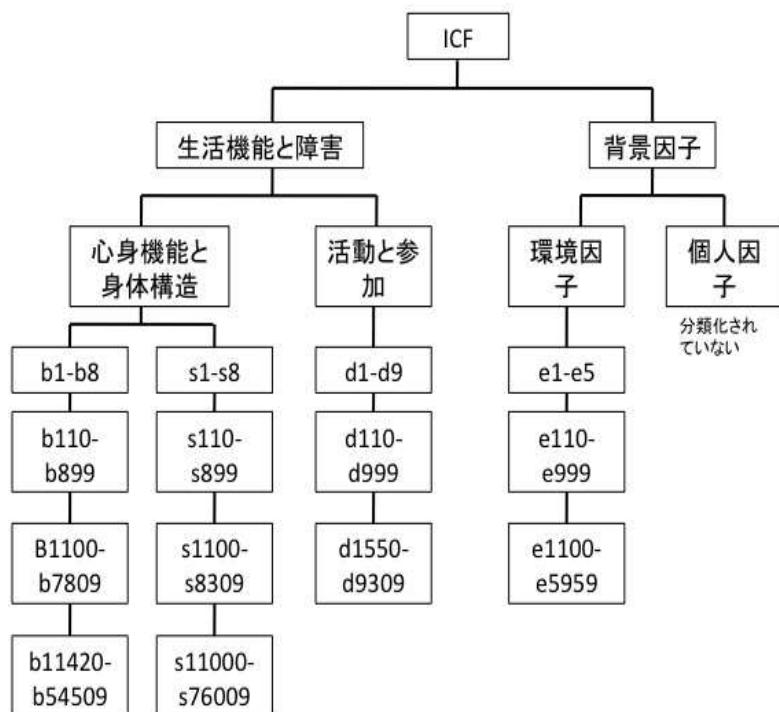 ICF
生活機能と障害
背景因子
心身機能と
身体構造
活動と参
加
環境因
子
個人因
子
分類化され
ていない
b1-b8
s1-s8
d1-d9
e1-e5
b110-
b899
s110-
s899
d110-
d999
e110-
e999
B1100-
b7809
s1100-
s8309
d1550-
d9309
e1100-
e5959
b11420-
b54509
s11000-
s76009